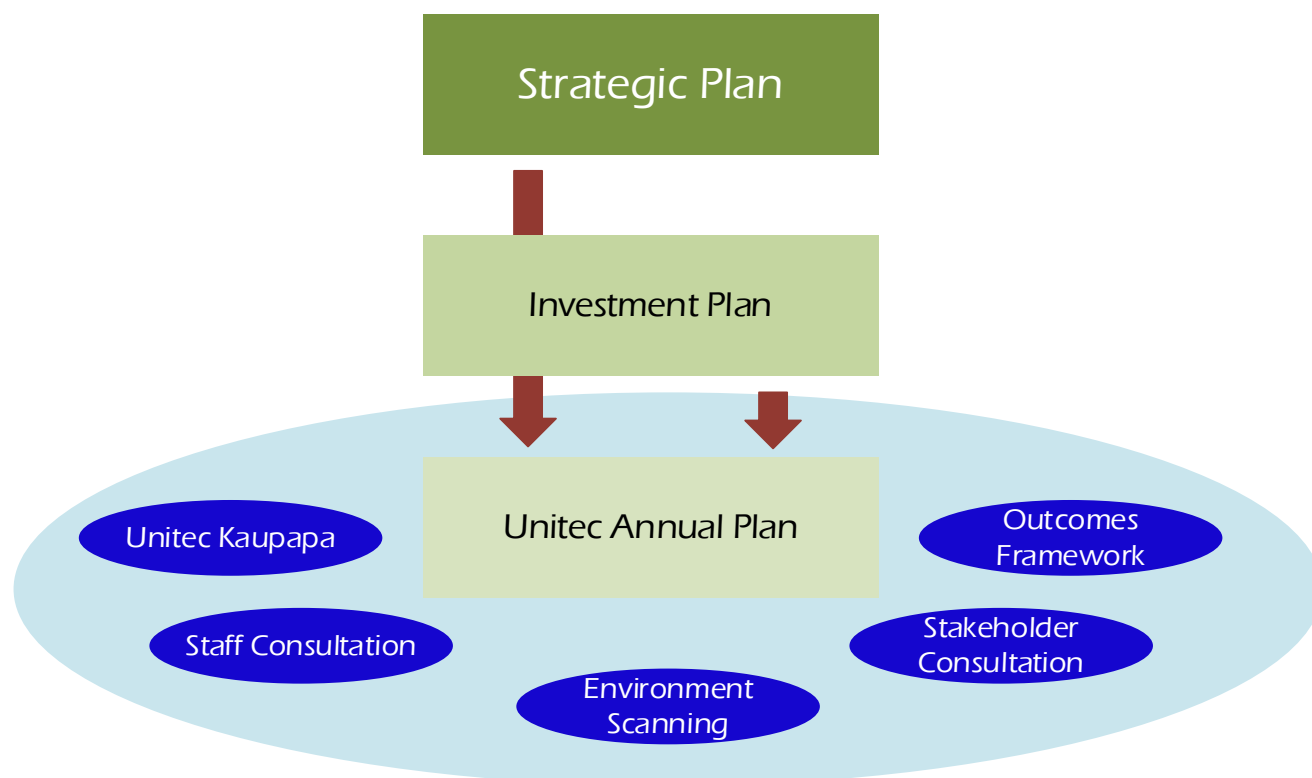 Strategic Plan
Investment Plan
Unitec Annual Plan
Unitec Kaupapa
Outcomes
Framework
Staff Consultation
Stakeholder
Consultation
Environment
Scanning